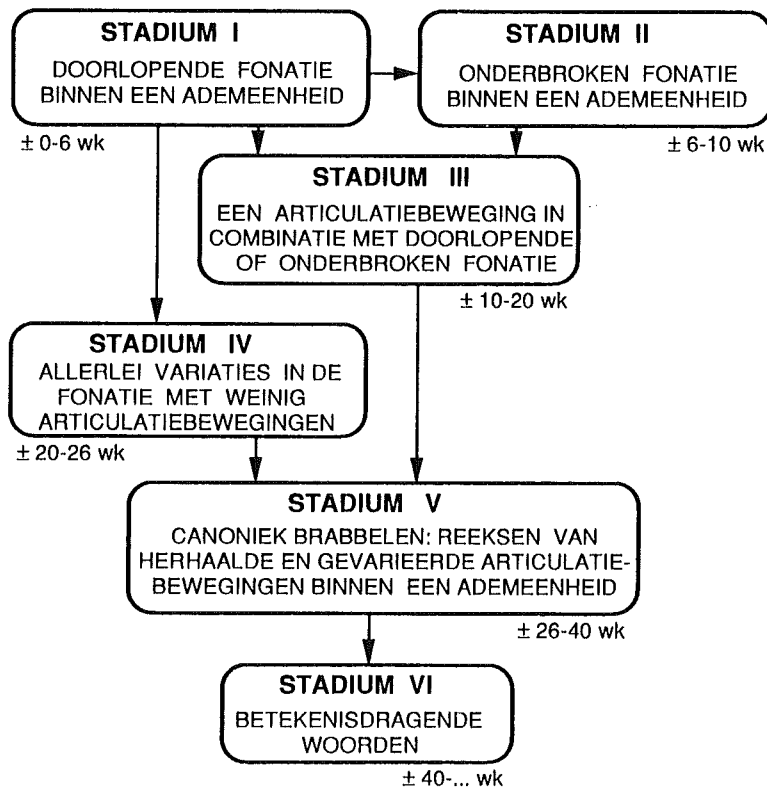 STADIUM I
DOORLOPENDE FONATIE
BINNEN EEN ADEMEENHEID
± 0-6 wk
STADIUM II
ONDERBROKEN FONATIE
BINNEN EEN ADEMEENHEID
± 6-10 wk
STADIUM III
EEN ARTICULATIEBEWEGING IN
COMBINATIE MET DOORLOPENDE
OF ONDERBROKEN FONATIE
± 10-20 wk
STADIUM IV
ALLERLEI VARIATIES IN DE
FONATIE MET WEINIG
ARTICULATIEBEWEGINGEN
± 20-26 wk
STADIUM V
CANONIEK BRABBELEN: REEKSEN VAN
HERHAALDE EN GEVARIEERDE ARTICULATIE-
BEWEGINGEN BINNEN EEN ADEMEENHEID
± 26-40 wk
STADIUM VI
BETEKENISDRAGENDE
WOORDEN
± 40-... wk